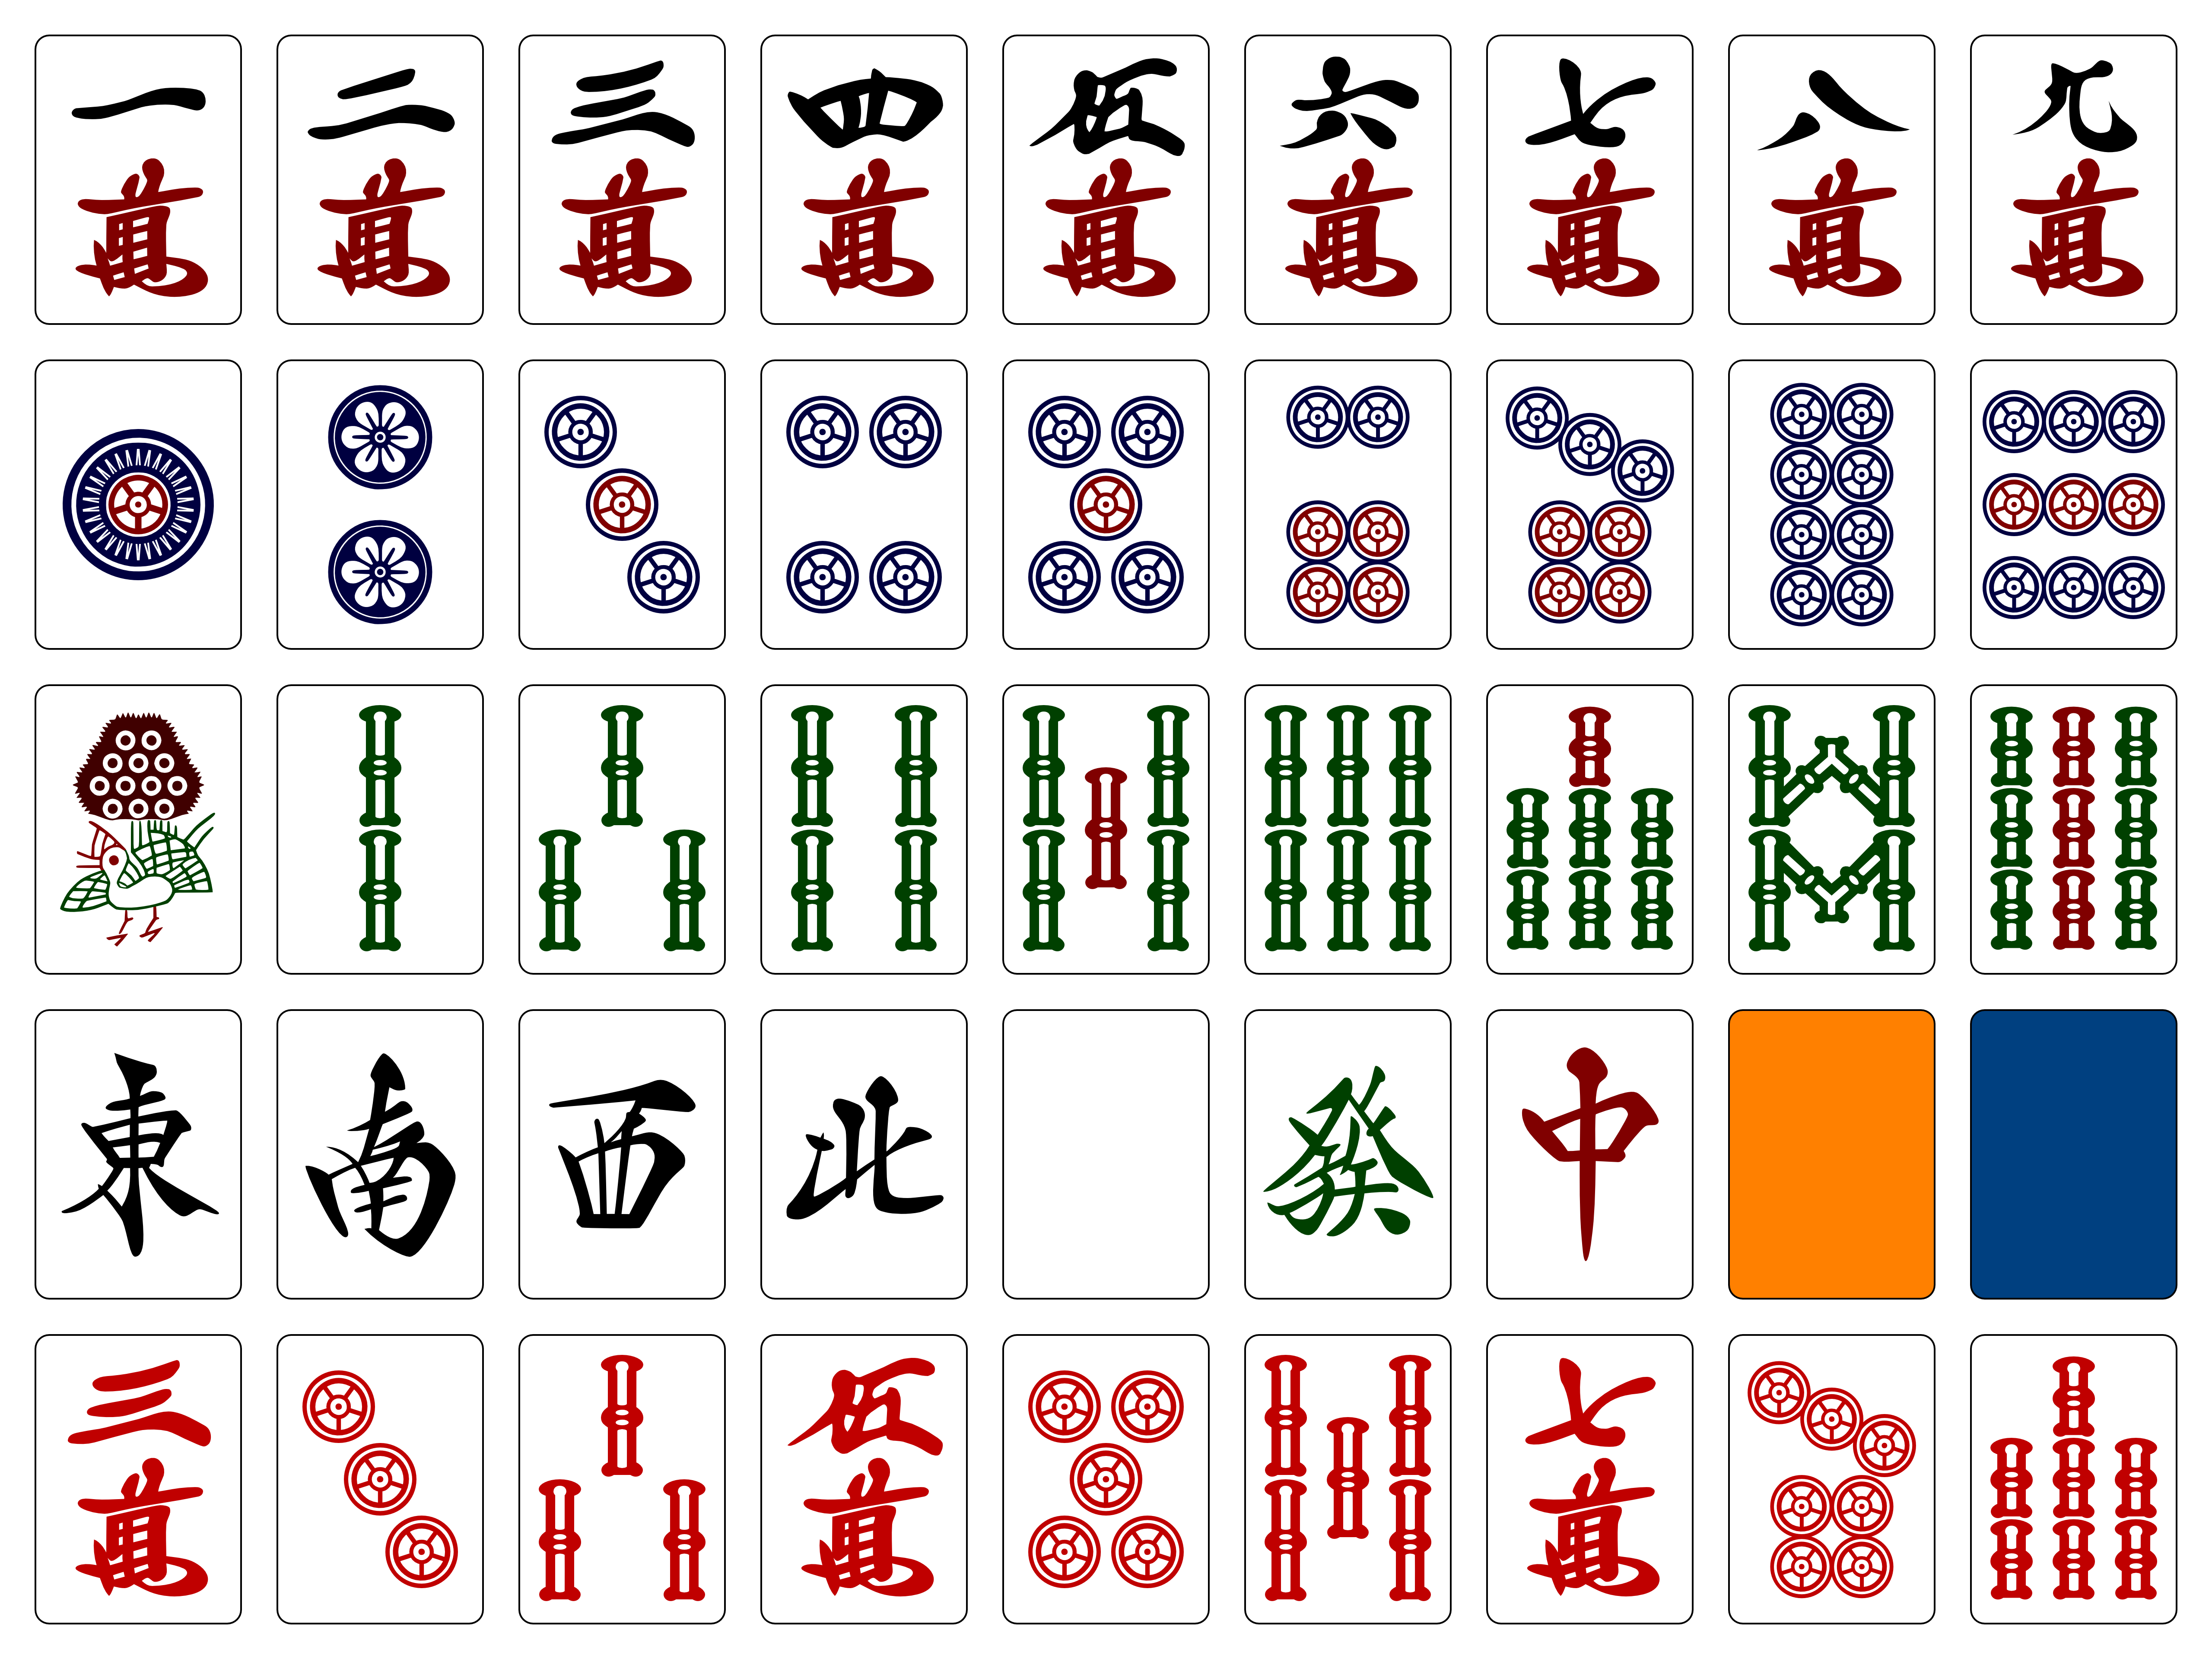 一 二 三 四 伍 六 七 八 九
萬 萬 萬 萬 萬 萬 萬 萬 萬
東 南 西 北 發 中
三 伍 七
萬 萬 萬